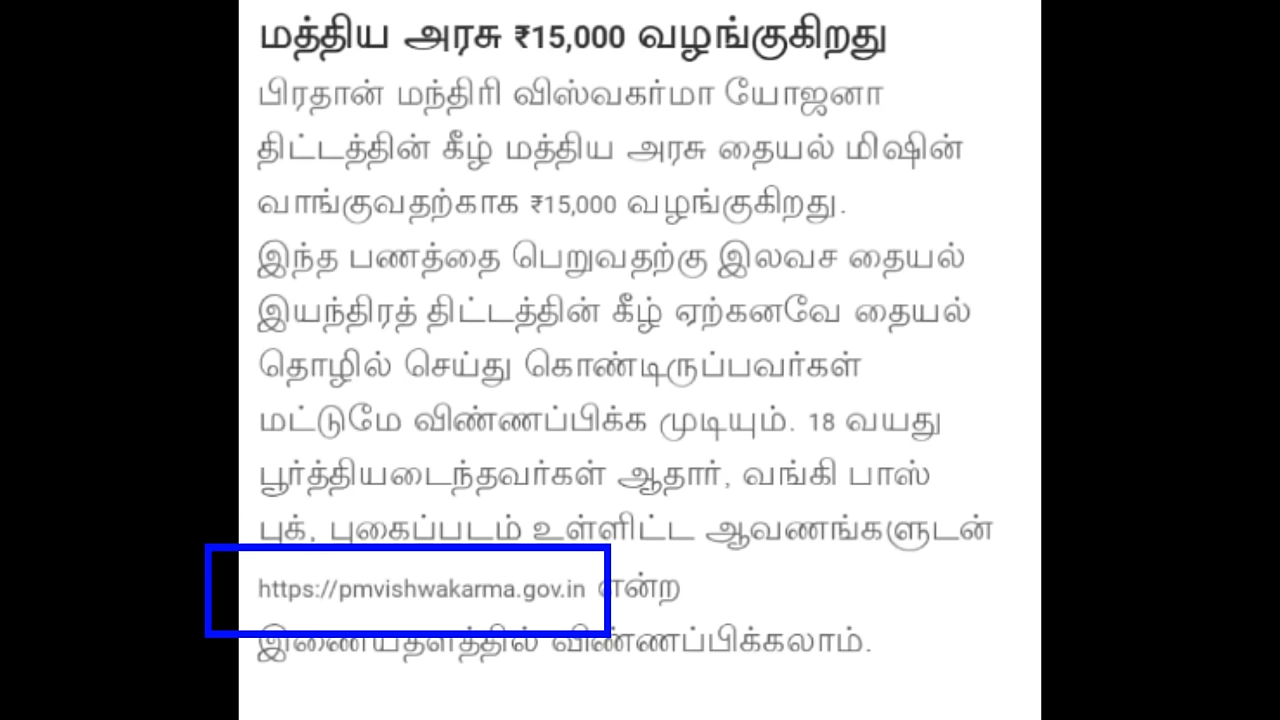 மத்திய அரசு ₹15,000 வழங்குகிறது
பிரதான் மந்திரி விஸ்வகர்மா யோஜனா
திட்டத்தின் கீழ் மத்திய அரசு தையல் மிஷின்
வாங்குவதற்காக ₹15,000 வழங்குகிறது.
இந்த பணத்தை பெறுவதற்கு இலவச தையல்
இயந்திரத் திட்டத்தின் கீழ் ஏற்கனவே தையல்
தொழில் செய்து கொண்டிருப்பவர்கள்
மட்டுமே விண்ணப்பிக்க முடியும். 18 வயது
பூர்த்தியடைந்தவர்கள் ஆதார், வங்கி பாஸ்
புக், புகைப்படம் உள்ளிட்ட ஆவணங்களுடன்
https://pmvishwakarma.gov.in என்ற
இணையதளத்தில் விண்ணப்பிக்கலாம்.